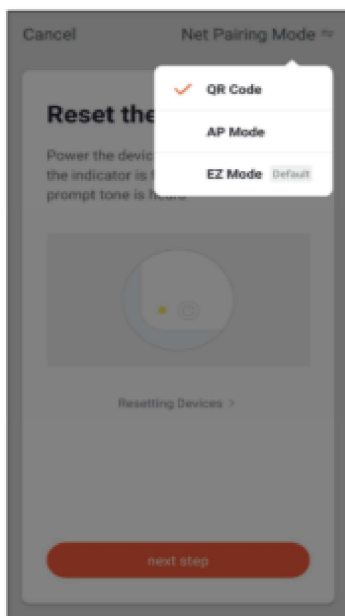 Cancel
Net Pairing Mode ⇋
QR Code
AP Mode
EZ Mode Default
Reset the
Power the devic
the indicator is f
prompt tone is heard
Resetting Devices >
next step